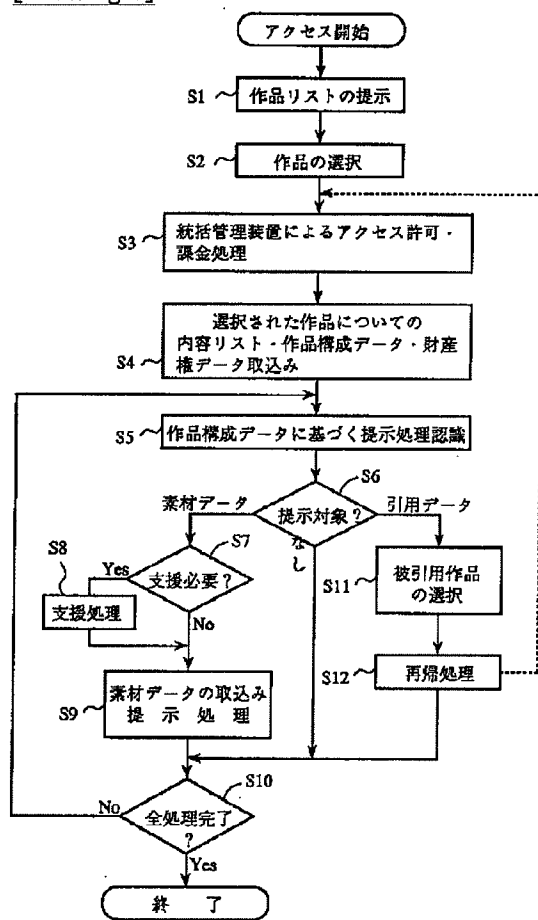 アクセス開始
S1
作品リストの提示
S2
作品の選択
S3
統括管理装置によるアクセス許可・
課金処理
S4
選択された作品についての
内容リスト・作品構成データ・財産
権データ取込み
S5
作品構成データに基づく提示処理認識
S6
提示対象?
素材データ
引用データ
なし
S7
支援必要?
Yes
No
S8
支援処理
S11
被引用作品
の選択
S12
再帰処理
S9
素材データの取込み
提示処理
S10
全処理完了
?
No
Yes
終了